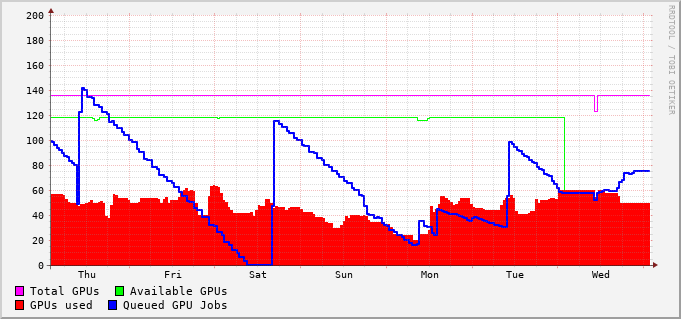 200
180
160
140
120
100
80
60
40
20
0
Thu Fri Sat Sun Mon Tue Wed
Total GPUs Available GPUs
GPUs used Queued GPU Jobs
RRDTOOL / TOBI OETIKER